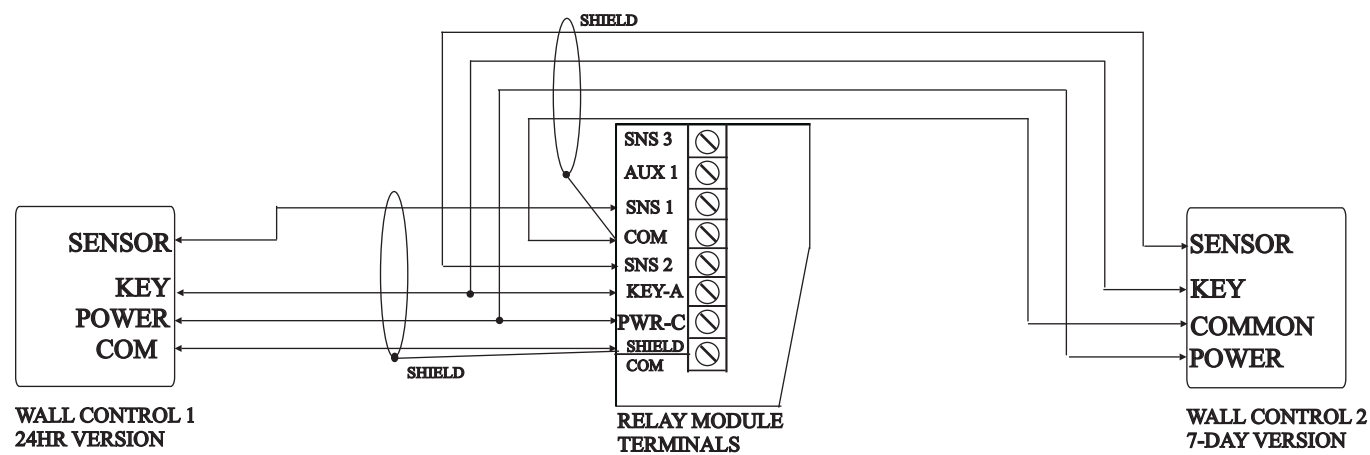 SHIELD
SNS 3
AUX 1
SNS 1
COM
SNS 2
KEY-A
PWR-C
SHIELD
COM
SENSOR
KEY
POWER
COM
SHIELD
SENSOR
KEY
COMMON
POWER
WALL CONTROL 1
24HR VERSION
RELAY MODULE
TERMINALS
WALL CONTROL 2
7-DAY VERSION